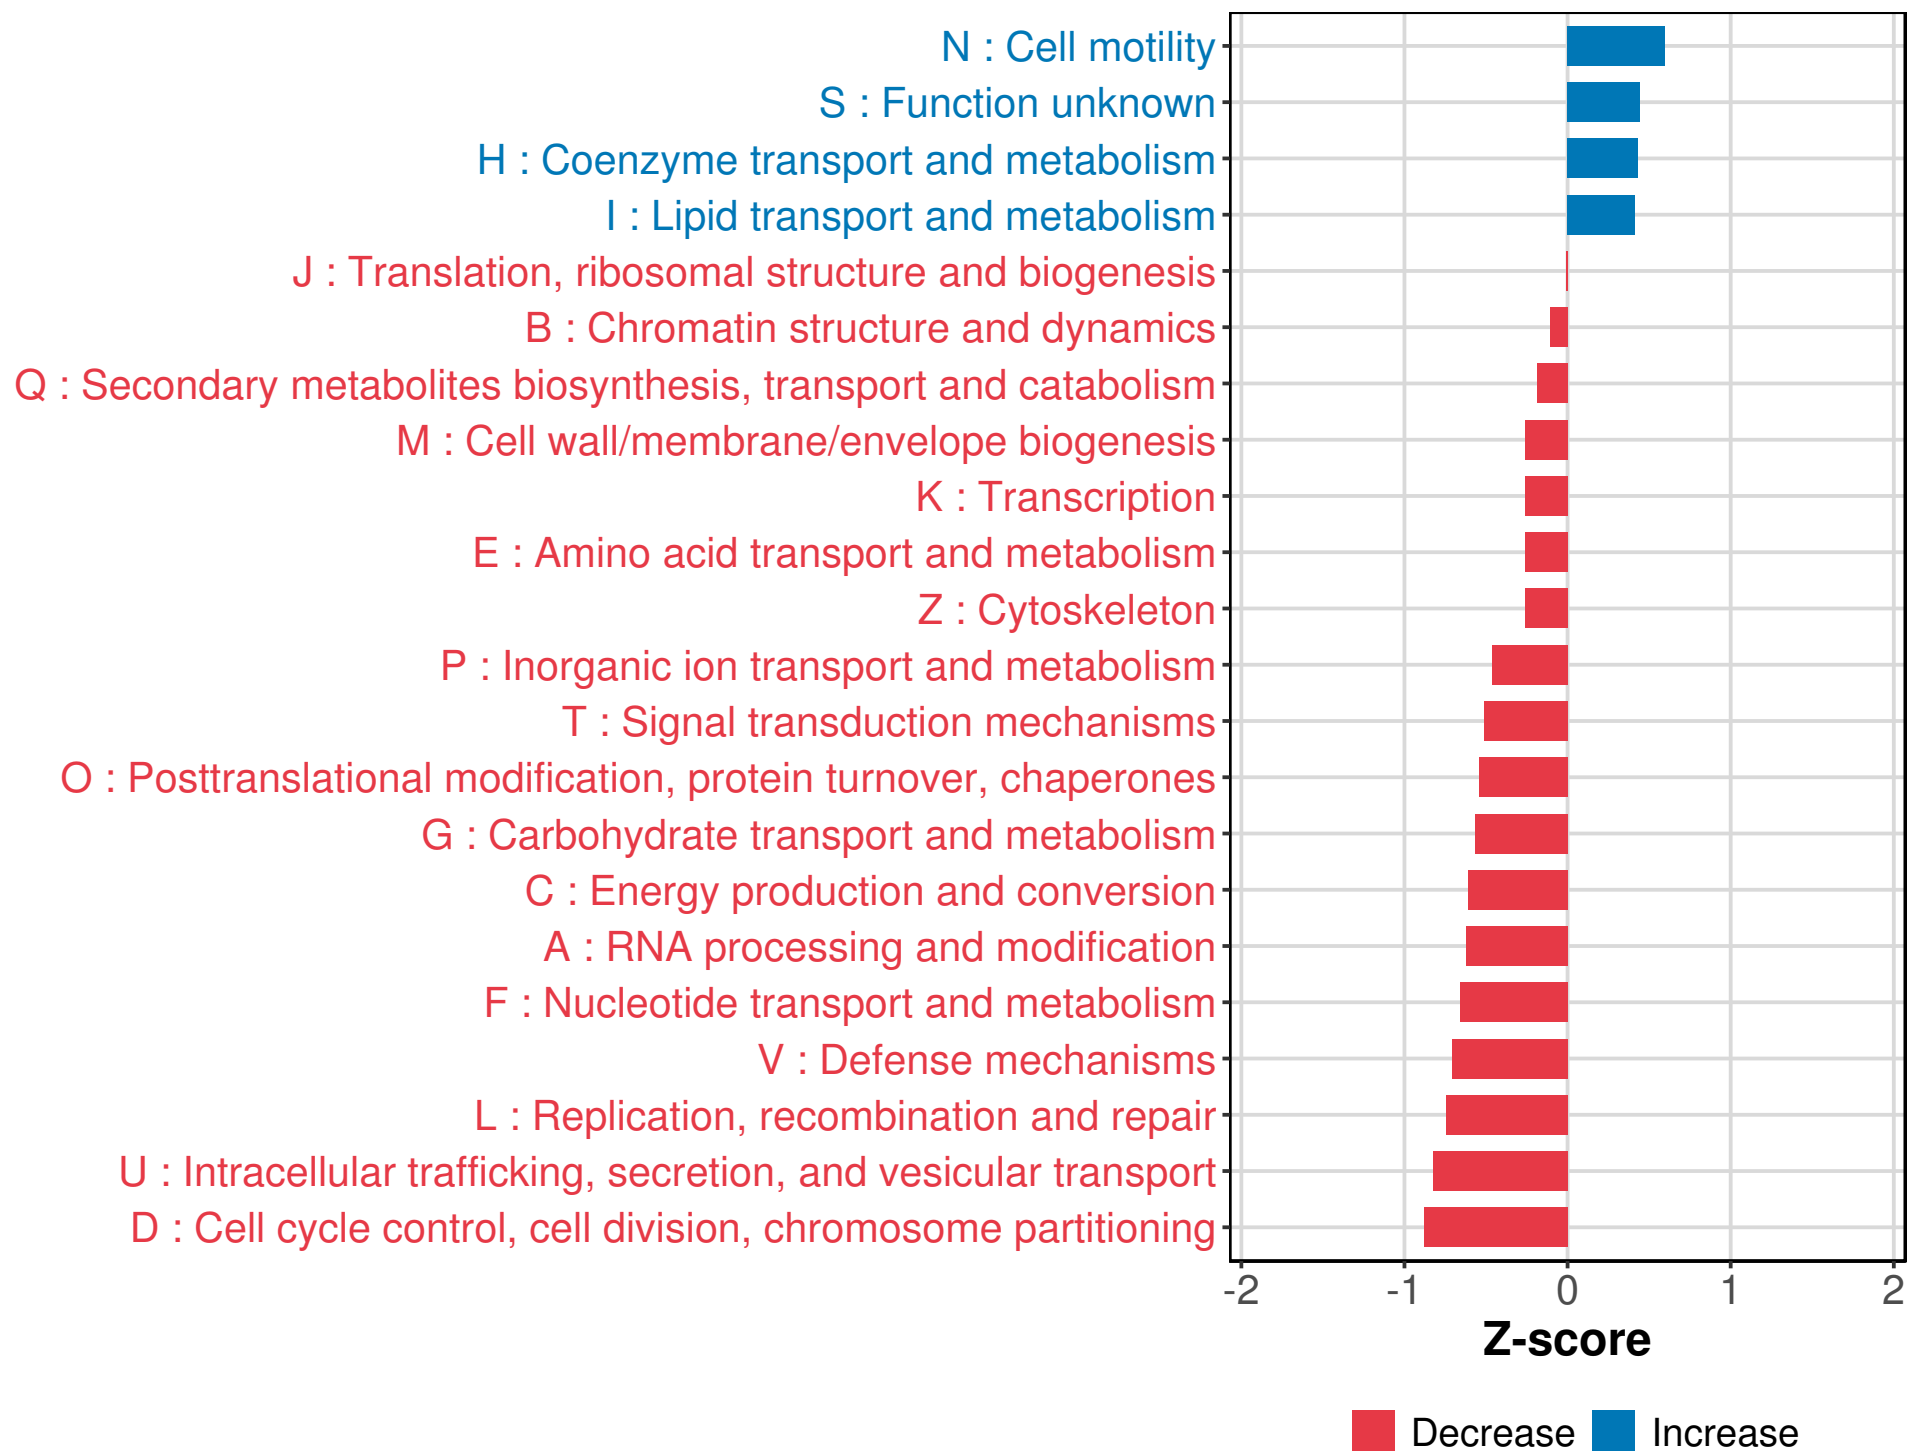 N : Cell motility
S : Function unknown
H : Coenzyme transport and metabolism
I : Lipid transport and metabolism
J : Translation, ribosomal structure and biogenesis
B : Chromatin structure and dynamics
Q : Secondary metabolites biosynthesis, transport and catabolism
M : Cell wall/membrane/envelope biogenesis
K : Transcription
E : Amino acid transport and metabolism
Z : Cytoskeleton
P : Inorganic ion transport and metabolism
T : Signal transduction mechanisms
O : Posttranslational modification, protein turnover, chaperones
G : Carbohydrate transport and metabolism
C : Energy production and conversion
A : RNA processing and modification
F : Nucleotide transport and metabolism
V : Defense mechanisms
L : Replication, recombination and repair
U : Intracellular trafficking, secretion, and vesicular transport
D : Cell cycle control, cell division, chromosome partitioning
-2 -1 0 1 2
Z-score
Decrease Increase